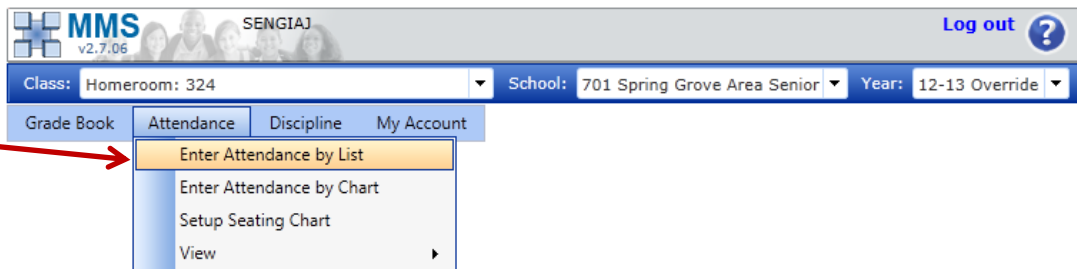 MMS SENGIAJ Log out ?
v2.7.06
Class: Homeroom: 324 School: 701 Spring Grove Area Senior Year: 12-13 Override
Grade Book Attendance Discipline My Account
Enter Attendance by List
Enter Attendance by Chart
Setup Seating Chart
View